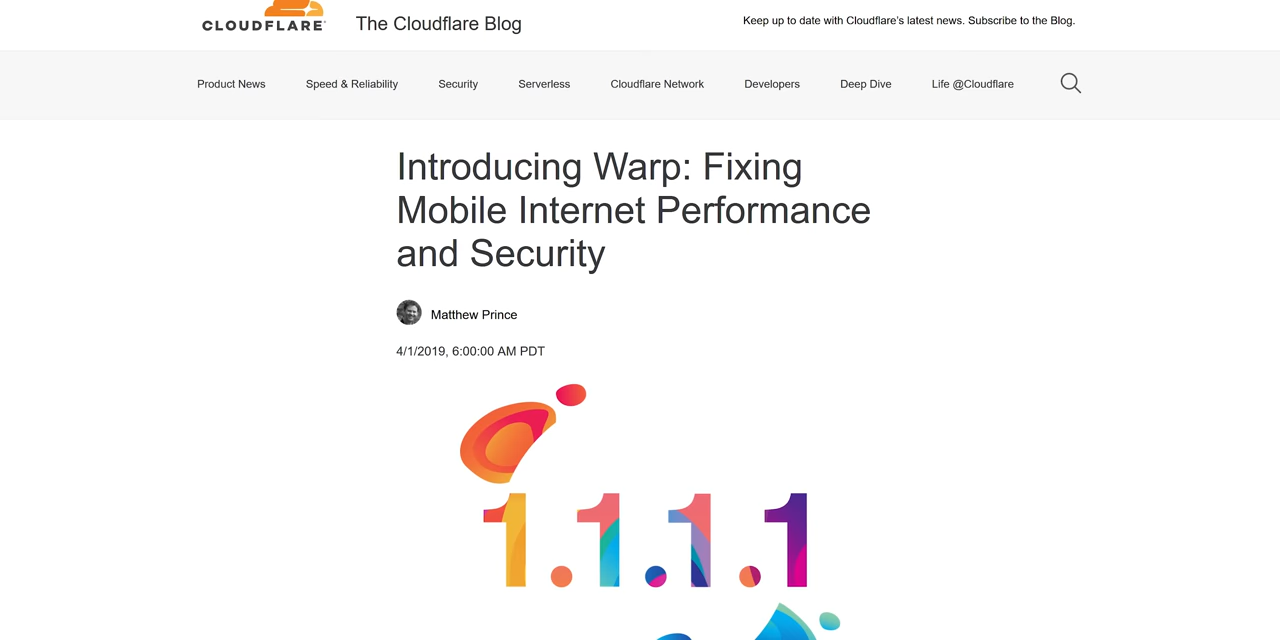 CLOUDFLARE
The Cloudflare Blog
Keep up to date with Cloudflare's latest news. Subscribe to the Blog.
Product News
Speed & Reliability
Security
Serverless
Cloudflare Network
Developers
Deep Dive
Life @Cloudflare
Introducing Warp: Fixing
Mobile Internet Performance
and Security
Matthew Prince
4/1/2019, 6:00:00 AM PDT
1.1.1.1